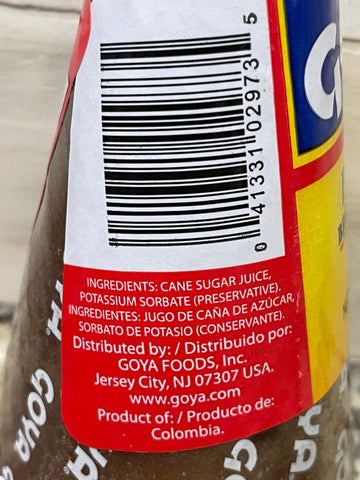 0 41331 02973 5
INGREDIENTS: CANE SUGAR JUICE,
POTASSIUM SORBATE (PRESERVATIVE).
INGREDIENTES: JUGO DE CAÑA DE AZÚCAR,
SORBATO DE POTASIO (CONSERVANTE).
Distributed by: / Distribuido por:
GOYA FOODS, Inc.
Jersey City, NJ 07307 USA.
www.goya.com
Product of: / Producto de:
Colombia.
GOYA
GOYA